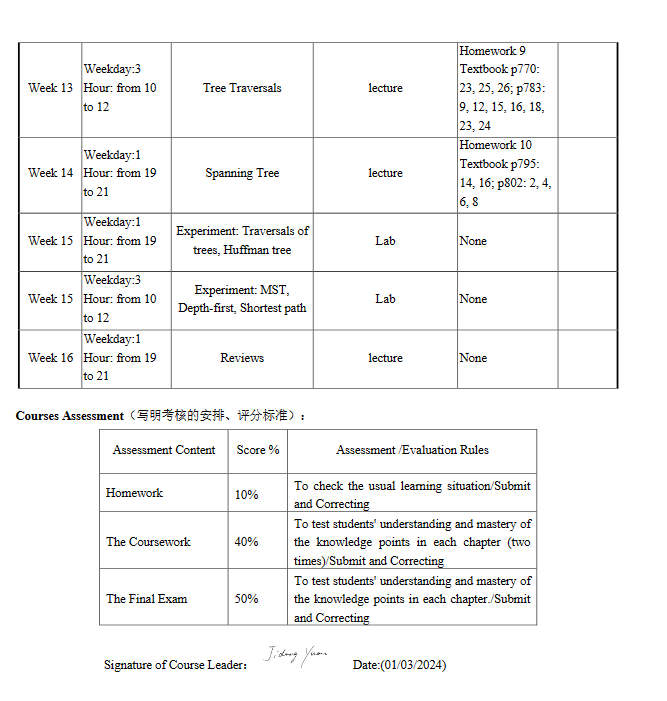 Homework 9
Weekday:3
Textbook p770:
Week 13
Hour: from 10
Tree Traversals
lecture
23, 25, 26; p783:
to 12
9, 12, 15, 16, 18,
23, 24
Homework 10
Weekday:1
Textbook p795:
Week 14
Hour: from 19
Spanning Tree
lecture
14, 16; p802: 2, 4,
to 21
6, 8
Weekday:1
Experiment: Traversals of
Week 15
Hour: from 19
trees, Huffman tree
Lab
None
to 21
Weekday:3
Experiment: MST,
Week 15
Hour: from 10
Depth-first, Shortest path
Lab
None
to 12
Weekday:1
Week 16
Hour: from 19
Reviews
lecture
None
to 21
Courses Assessment（写明考核的安排、评分标准）:
Assessment Content
Score %
Assessment /Evaluation Rules
Homework
10%
To check the usual learning situation/Submit
and Correcting
The Coursework
40%
To test students' understanding and mastery of
the knowledge points in each chapter (two
times)/Submit and Correcting
The Final Exam
50%
To test students' understanding and mastery of
the knowledge points in each chapter./Submit
and Correcting
Signature of Course Leader:
Jidong Yuan
Date:(01/03/2024)